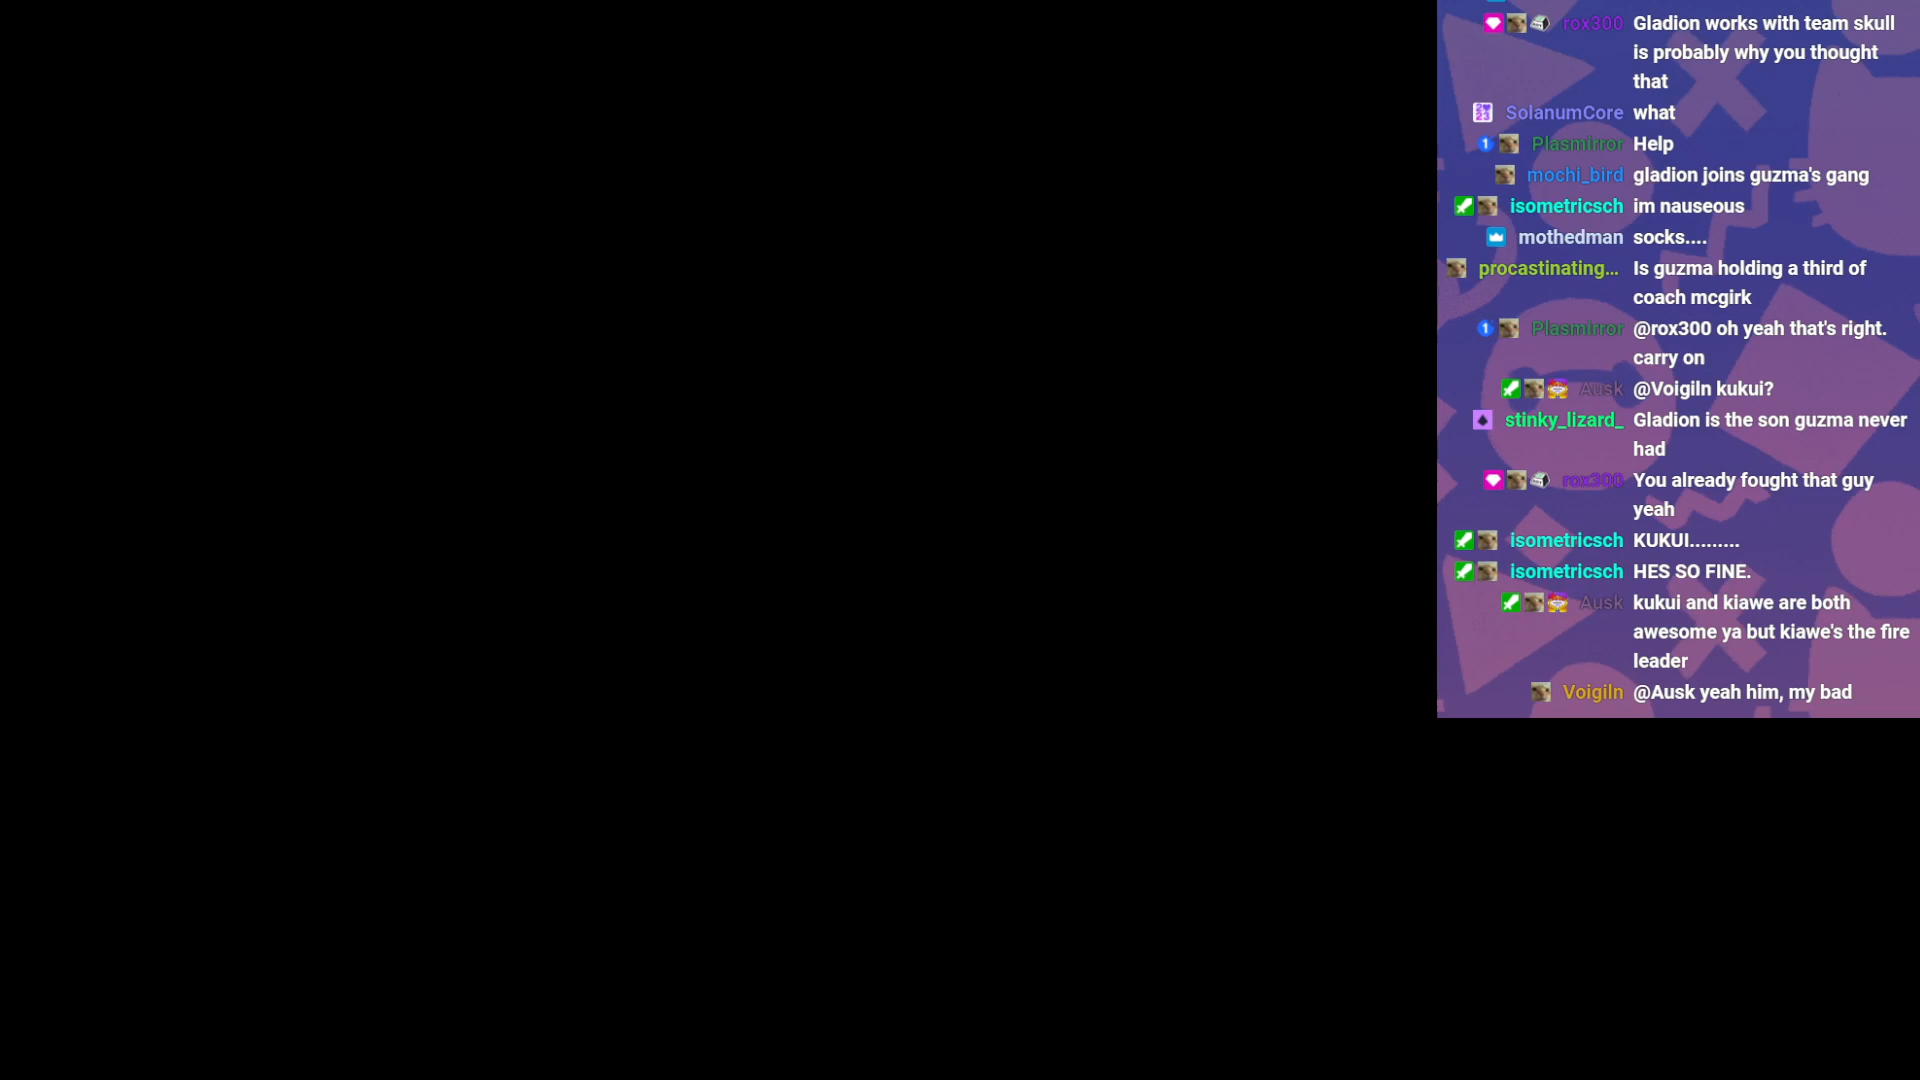 rox300 Gladion works with team skull
is probably why you thought
that
SolanumCore what
Plasmirror Help
mochi_bird gladion joins guzma's gang
isometricsch im nauseous
mothedman socks....
procastinating... Is guzma holding a third of
coach mcgirk
Plasmirror @rox300 oh yeah that's right.
carry on
Ausk @Voigiln kukui?
stinky_lizard_ Gladion is the son guzma never
had
rox300 You already fought that guy
yeah
isometricsch KUKUI.........
isometricsch HES SO FINE.
Ausk kukui and kiawe are both
awesome ya but kiawe's the fire
leader
Voigiln @Ausk yeah him, my bad